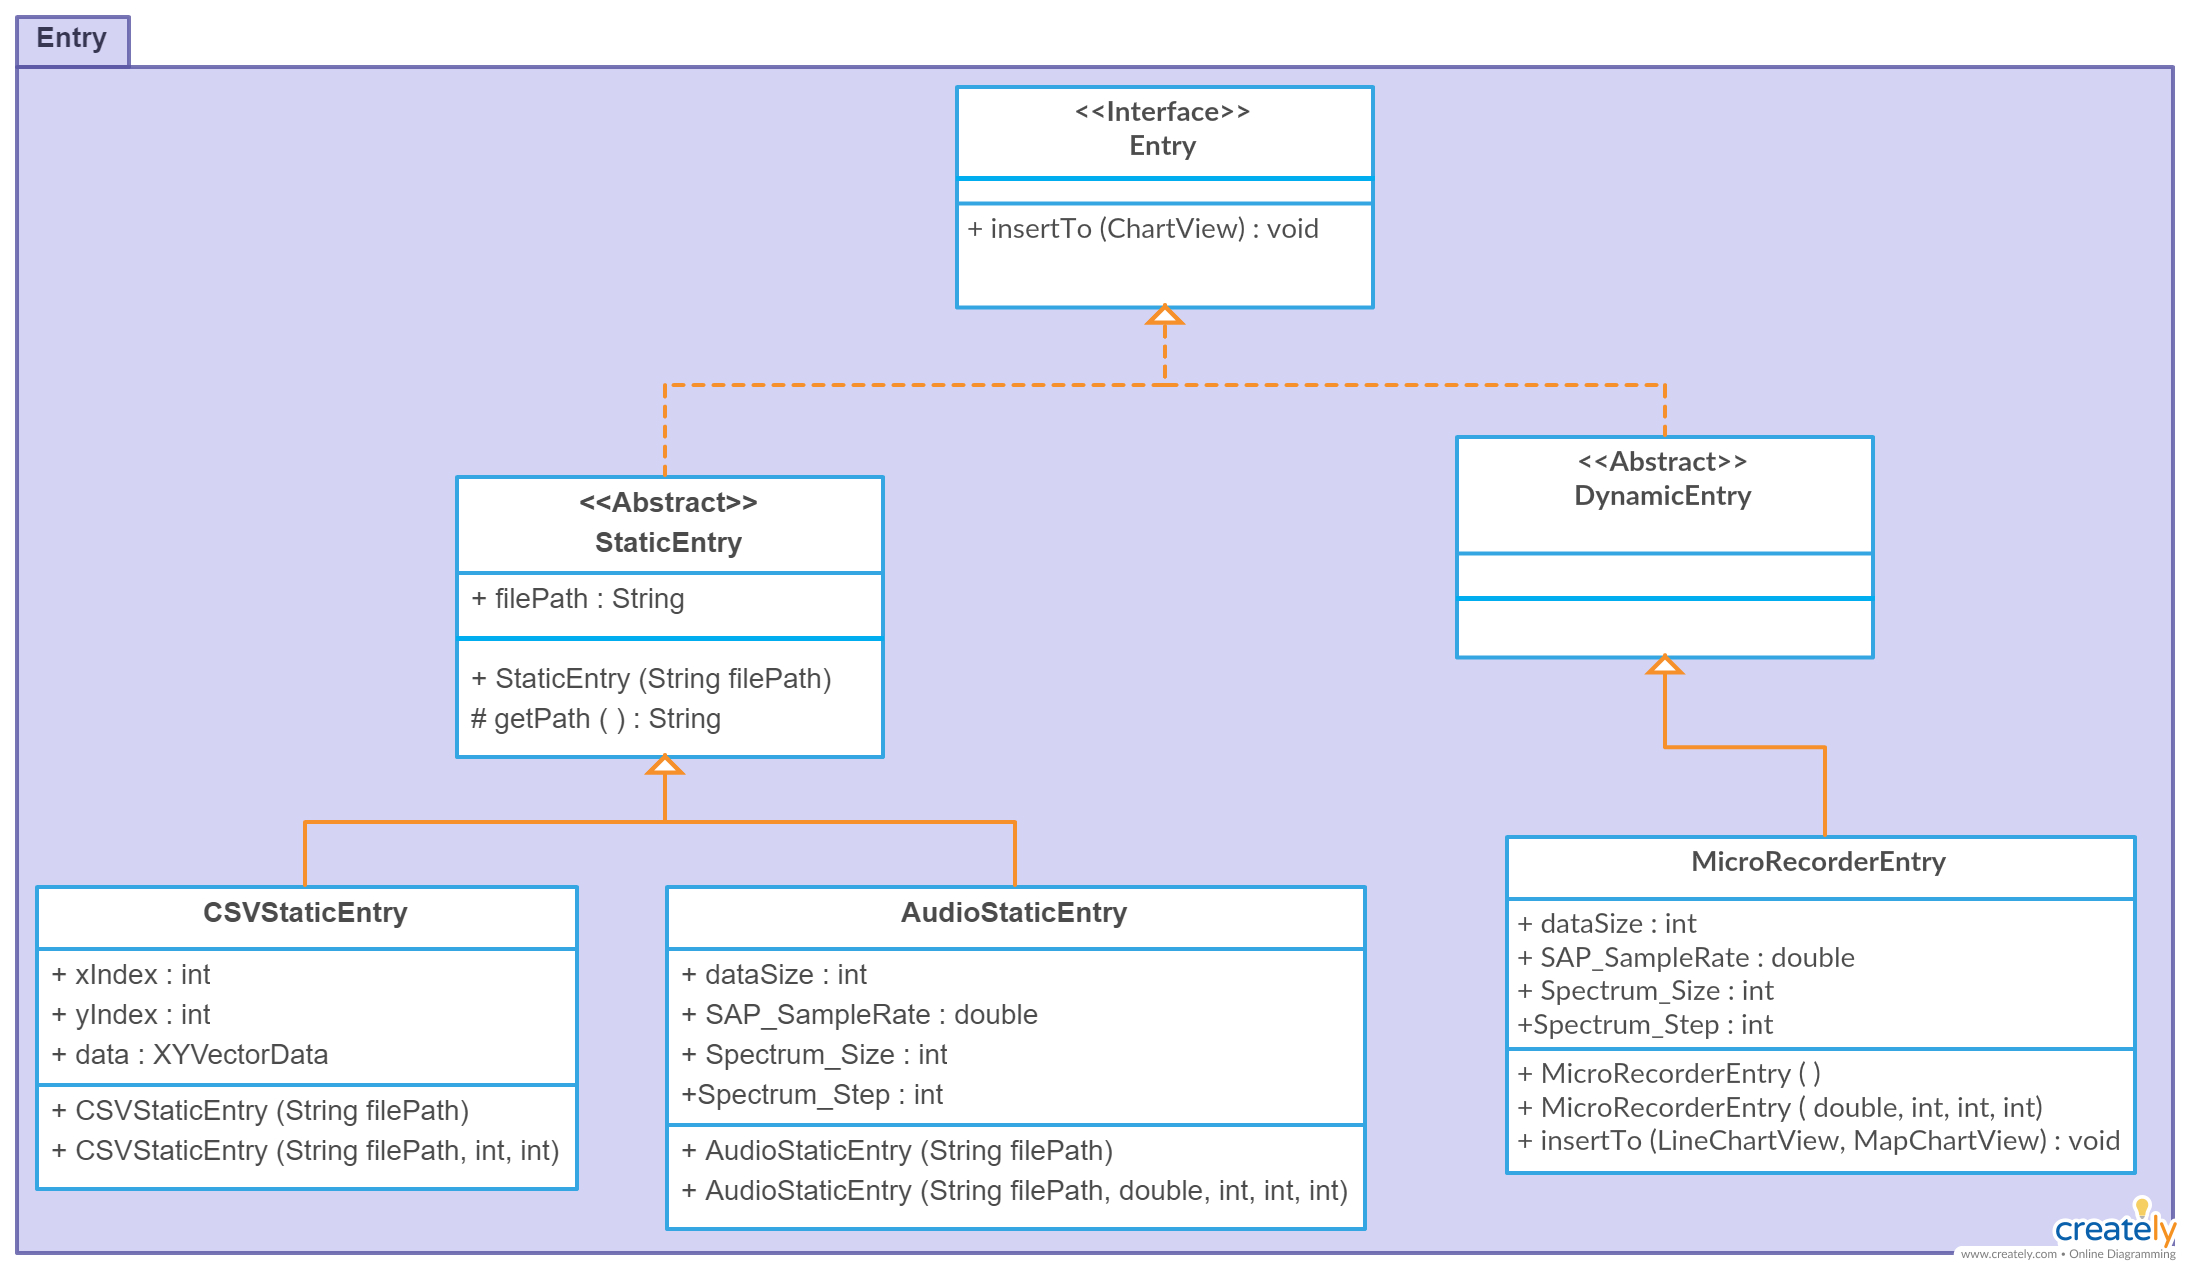 Entry
<<Interface>>
Entry
+ insertTo (ChartView) : void
<<Abstract>>
StaticEntry
+ filePath : String
+ StaticEntry (String filePath)
# getPath ( ) : String
<<Abstract>>
DynamicEntry
CSVStaticEntry
+ xIndex : int
+ yIndex : int
+ data : XYVectorData
+ CSVStaticEntry (String filePath)
+ CSVStaticEntry (String filePath, int, int)
AudioStaticEntry
+ dataSize : int
+ SAP_SampleRate : double
+ Spectrum_Size : int
+Spectrum_Step : int
+ AudioStaticEntry (String filePath)
+ AudioStaticEntry (String filePath, double, int, int, int)
MicroRecorderEntry
+ dataSize : int
+ SAP_SampleRate : double
+ Spectrum_Size : int
+Spectrum_Step : int
+ MicroRecorderEntry ( )
+ MicroRecorderEntry ( double, int, int, int)
+ insertTo (LineChartView, MapChartView) : void
creately
www.creately.com • Online Diagramming